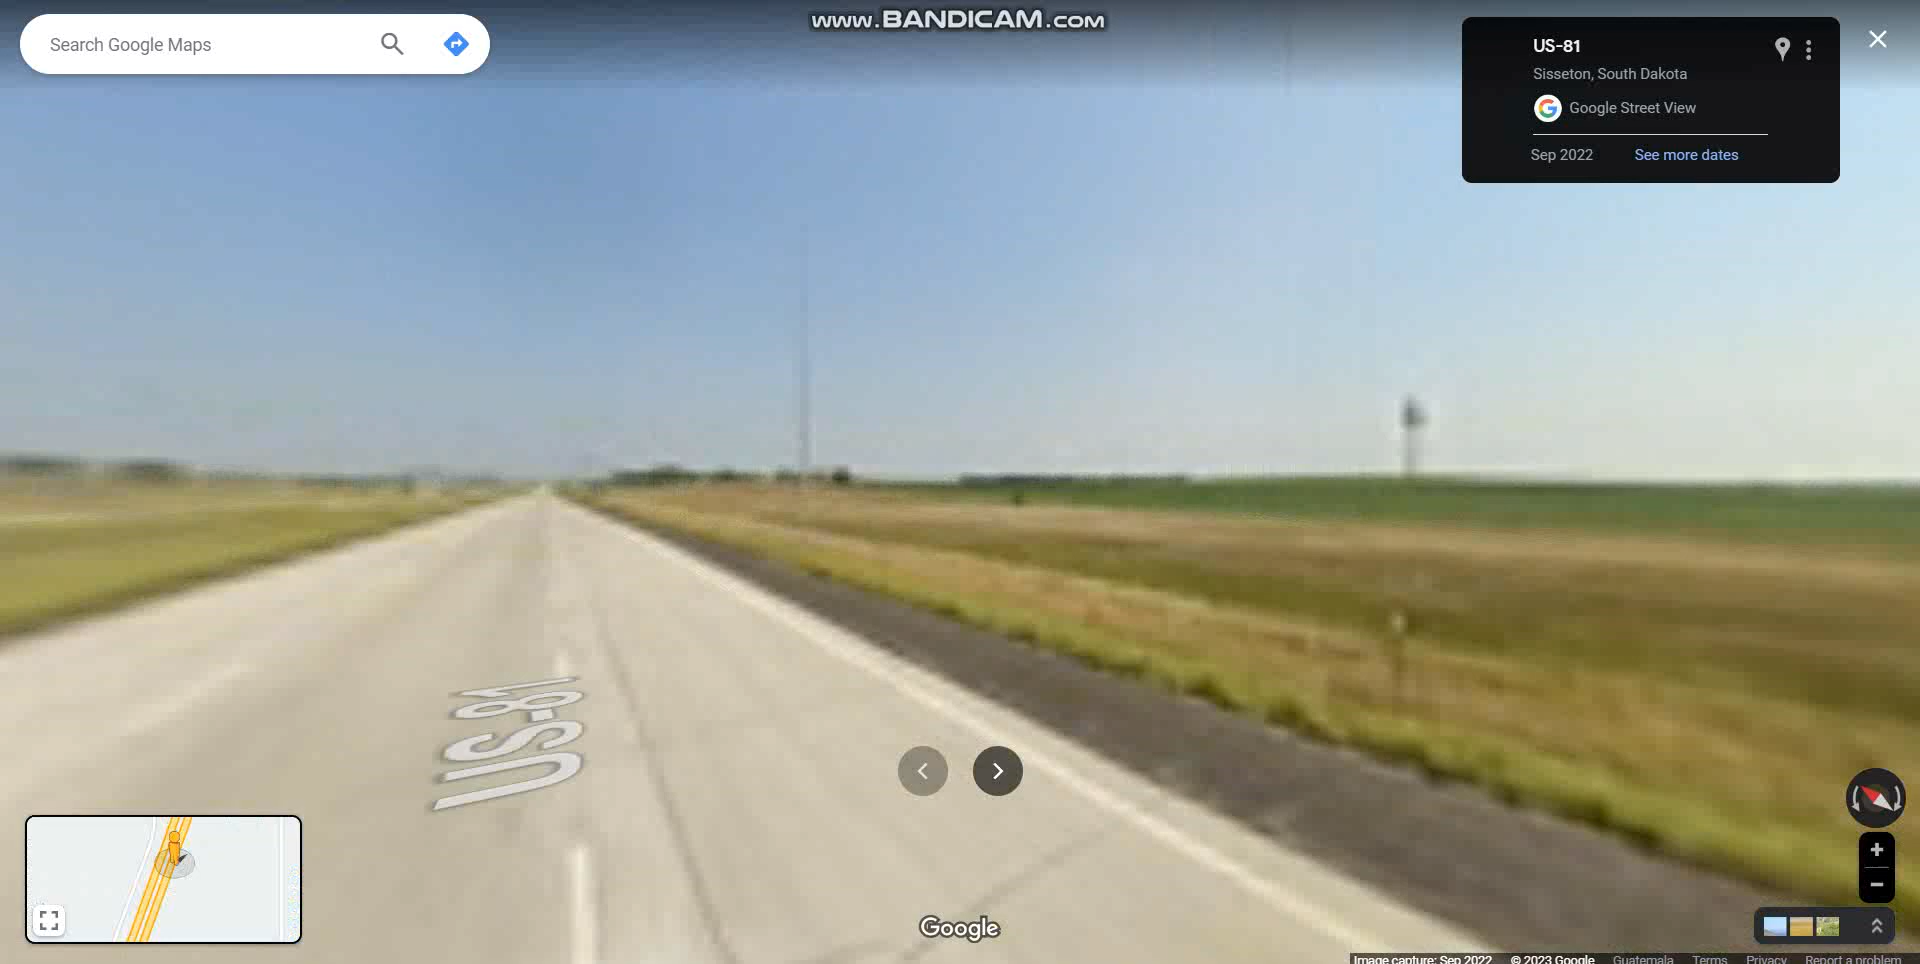 www.BANDICAM.com
Search Google Maps
US-81
Sisseton, South Dakota
Google Street View
Sep 2022 See more dates
US-81
Google
Image capture: Sep 2022 © 2023 Google Guatemala Terms Privacy Report a problem